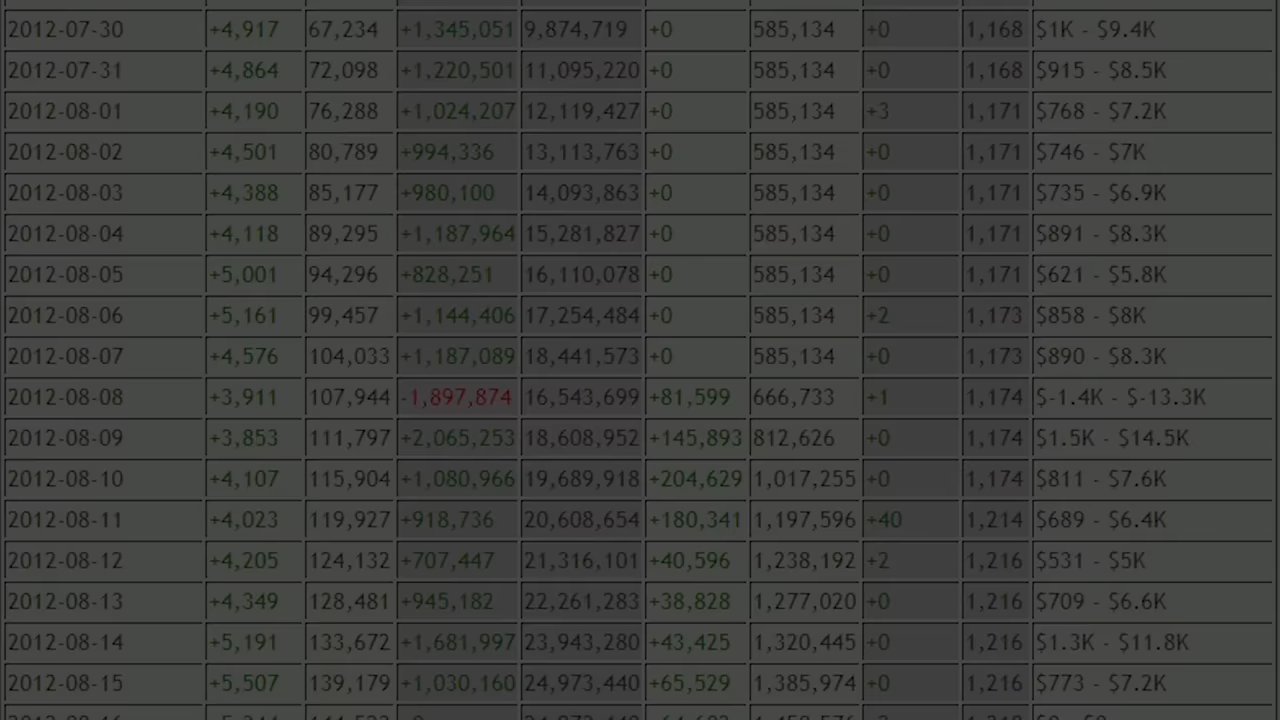 2012-07-30 +4,917 67,234 +1,345,051 9,874,719 +0 585,134 +0 1,168 $1K - $9.4K
2012-07-31 +4,864 72,098 +1,220,501 11,095,220 +0 585,134 +0 1,168 $915 - $8.5K
2012-08-01 +4,190 76,288 +1,024,207 12,119,427 +0 585,134 +3 1,171 $768 - $7.2K
2012-08-02 +4,501 80,789 +994,336 13,113,763 +0 585,134 +0 1,171 $746 - $7K
2012-08-03 +4,388 85,177 +980,100 14,093,863 +0 585,134 +0 1,171 $735 - $6.9K
2012-08-04 +4,118 89,295 +1,187,964 15,281,827 +0 585,134 +0 1,171 $891 - $8.3K
2012-08-05 +5,001 94,296 +828,251 16,110,078 +0 585,134 +0 1,171 $621 - $5.8K
2012-08-06 +5,161 99,457 +1,144,406 17,254,484 +0 585,134 +2 1,173 $858 - $8K
2012-08-07 +4,576 104,033 +1,187,089 18,441,573 +0 585,134 +0 1,173 $890 - $8.3K
2012-08-08 +3,911 107,944 -1,897,874 16,543,699 +81,599 666,733 +1 1,174 $-1.4K - $-13.3K
2012-08-09 +3,853 111,797 +2,065,253 18,608,952 +145,893 812,626 +0 1,174 $1.5K - $14.5K
2012-08-10 +4,107 115,904 +1,080,966 19,689,918 +204,629 1,017,255 +0 1,174 $811 - $7.6K
2012-08-11 +4,023 119,927 +918,736 20,608,654 +180,341 1,197,596 +40 1,214 $689 - $6.4K
2012-08-12 +4,205 124,132 +707,447 21,316,101 +40,596 1,238,192 +2 1,216 $531 - $5K
2012-08-13 +4,349 128,481 +945,182 22,261,283 +38,828 1,277,020 +0 1,216 $709 - $6.6K
2012-08-14 +5,191 133,672 +1,681,997 23,943,280 +43,425 1,320,445 +0 1,216 $1.3K - $11.8K
2012-08-15 +5,507 139,179 +1,030,160 24,973,440 +65,529 1,385,974 +0 1,216 $773 - $7.2K